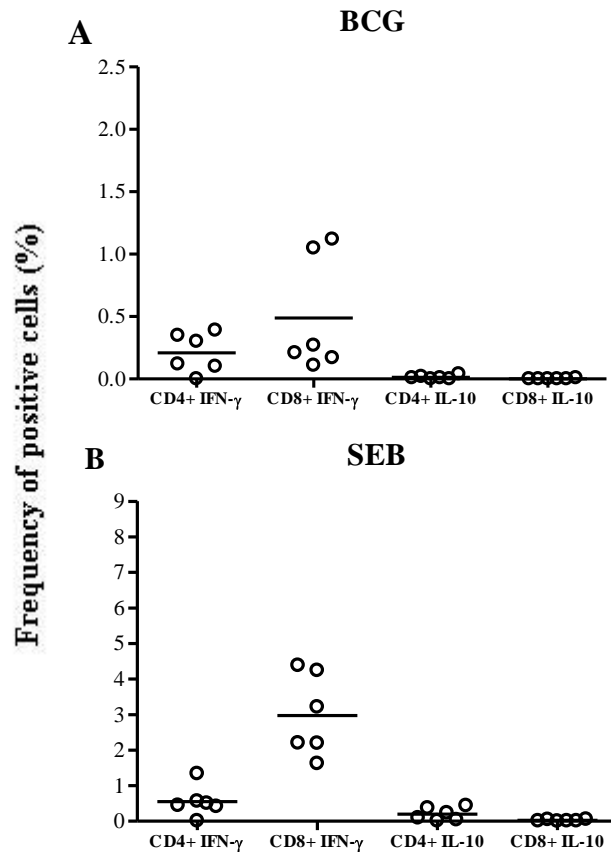 A
BCG
Frequency of positive cells (%)
2.5
2.0
1.5
1.0
0.5
0.0
CD4+ IFN-γ CD8+ IFN-γ CD4+ IL-10 CD8+ IL-10
B
SEB
9
8
7
6
5
4
3
2
1
0
CD4+ IFN-γ CD8+ IFN-γ CD4+ IL-10 CD8+ IL-10